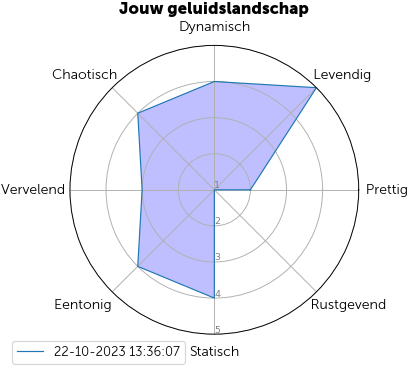 Jouw geluidslandschap
Dynamisch
Chaotisch
Levendig
Vervelend
Prettig
1
2
3
4
5
Eentonig
Rustgevend
22-10-2023 13:36:07
Statisch